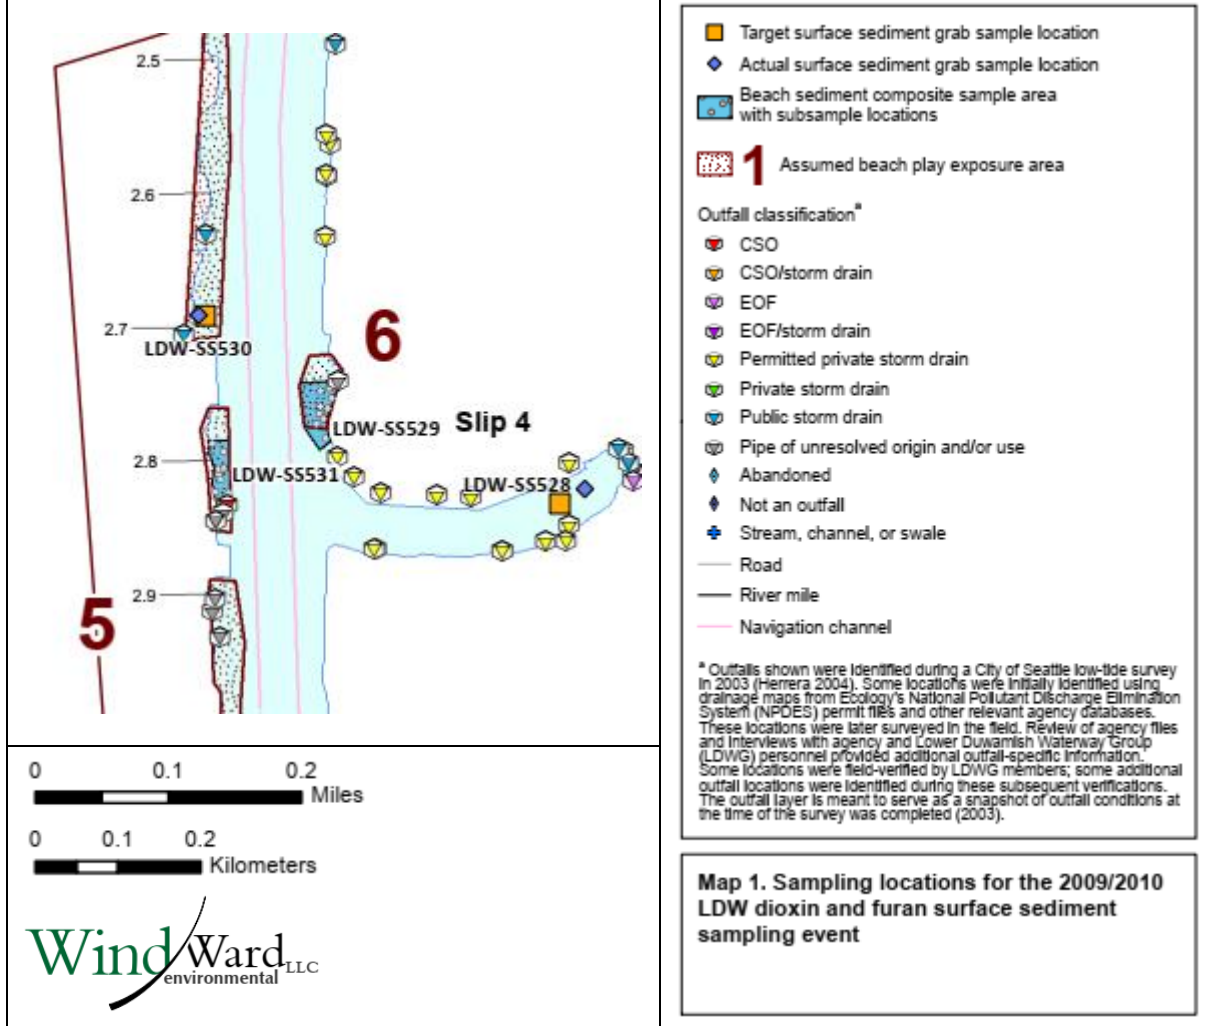 2.5
2.6
2.7
LDW-SS530
6
LDW-SS529
Slip 4
2.8
LDW-SS531
LDW-SS528
2.9
5
0 0.1 0.2
Miles
0 0.1 0.2
Kilometers
WindWard
environmental LLC
Target surface sediment grab sample location
Actual surface sediment grab sample location
Beach sediment composite sample area
with subsample locations
1 Assumed beach play exposure area
Outfall classificationª
CSO
CSO/storm drain
EOF
EOF/storm drain
Permitted private storm drain
Private storm drain
Public storm drain
Pipe of unresolved origin and/or use
Abandoned
Not an outfall
Stream, channel, or swale
Road
River mile
Navigation channel
ª Outfalls shown were identified during a City of Seattle low-tide survey
in 2003 (Herrera 2004). Some locations were initially identified using
drainage maps from Ecology's National Pollutant Discharge Elimination
System (NPDES) permit files and other relevant agency databases.
These locations were later surveyed in the field. Review of agency files
and interviews with agency and Lower Duwamish Waterway Group
(LDWG) personnel provided additional outfall-specific information.
Some locations were field-verified by LDWG members; some additional
outfall locations were identified during these subsequent verifications.
The outfall layer is meant to serve as a snapshot of outfall conditions at
the time of the survey was completed (2003).
Map 1. Sampling locations for the 2009/2010
LDW dioxin and furan surface sediment
sampling event